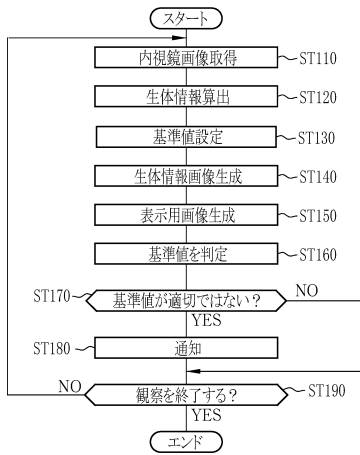 スタート
内視鏡画像取得 ST110
生体情報算出 ST120
基準値設定 ST130
生体情報画像生成 ST140
表示用画像生成 ST150
基準値を判定 ST160
ST170 基準値が適切ではない? NO
YES
ST180 通知
NO 観察を終了する? ST190
YES
エンド